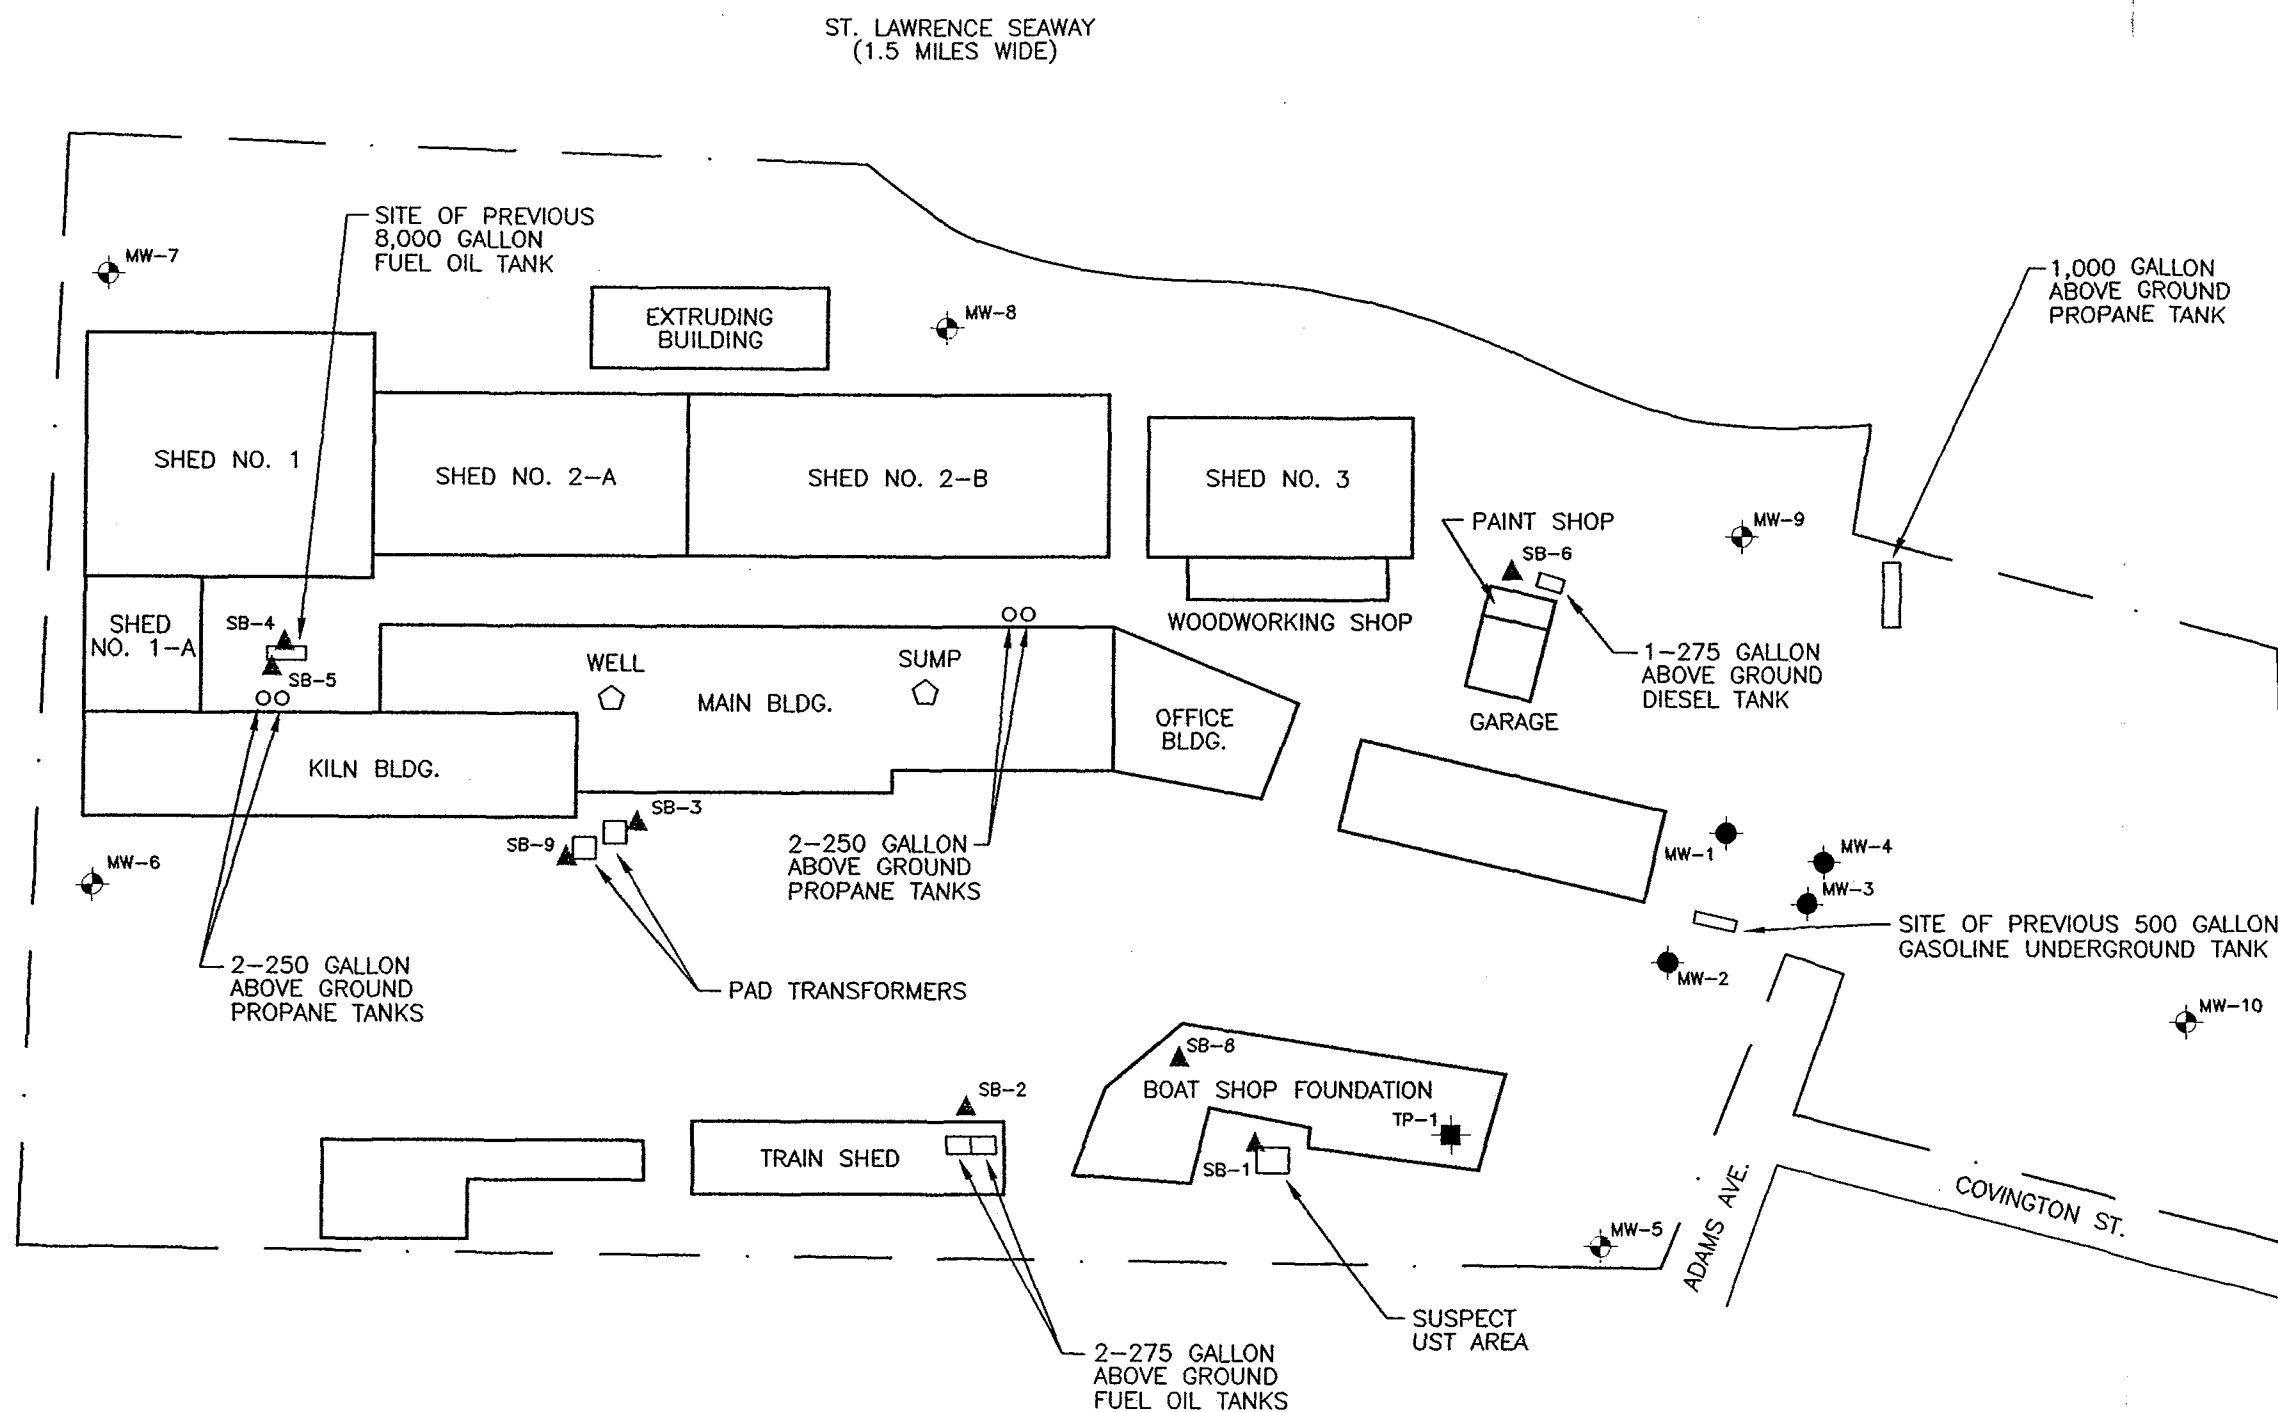 ST. LAWRENCE SEAWAY
(1.5 MILES WIDE)
SITE OF PREVIOUS
8,000 GALLON
FUEL OIL TANK
MW-7
1,000 GALLON
ABOVE GROUND
PROPANE TANK
EXTRUDING
BUILDING
MW-8
SHED NO. 1
SHED NO. 2-A
SHED NO. 2-B
SHED NO. 3
PAINT SHOP
MW-9
SB-6
SHED
NO. 1-A
SB-4
SB-5
WELL
SUMP
MAIN BLDG.
WOODWORKING SHOP
1-275 GALLON
ABOVE GROUND
DIESEL TANK
OFFICE
BLDG.
GARAGE
KILN BLDG.
SB-3
SB-9
2-250 GALLON
ABOVE GROUND
PROPANE TANKS
MW-1
MW-4
MW-3
MW-6
SITE OF PREVIOUS 500 GALLON
GASOLINE UNDERGROUND TANK
2-250 GALLON
ABOVE GROUND
PROPANE TANKS
PAD TRANSFORMERS
MW-2
MW-10
SB-8
BOAT SHOP FOUNDATION
SB-2
TP-1
TRAIN SHED
SB-1
ADAMS AVE.
COVINGTON ST.
MW-5
SUSPECT
UST AREA
2-275 GALLON
ABOVE GROUND
FUEL OIL TANKS